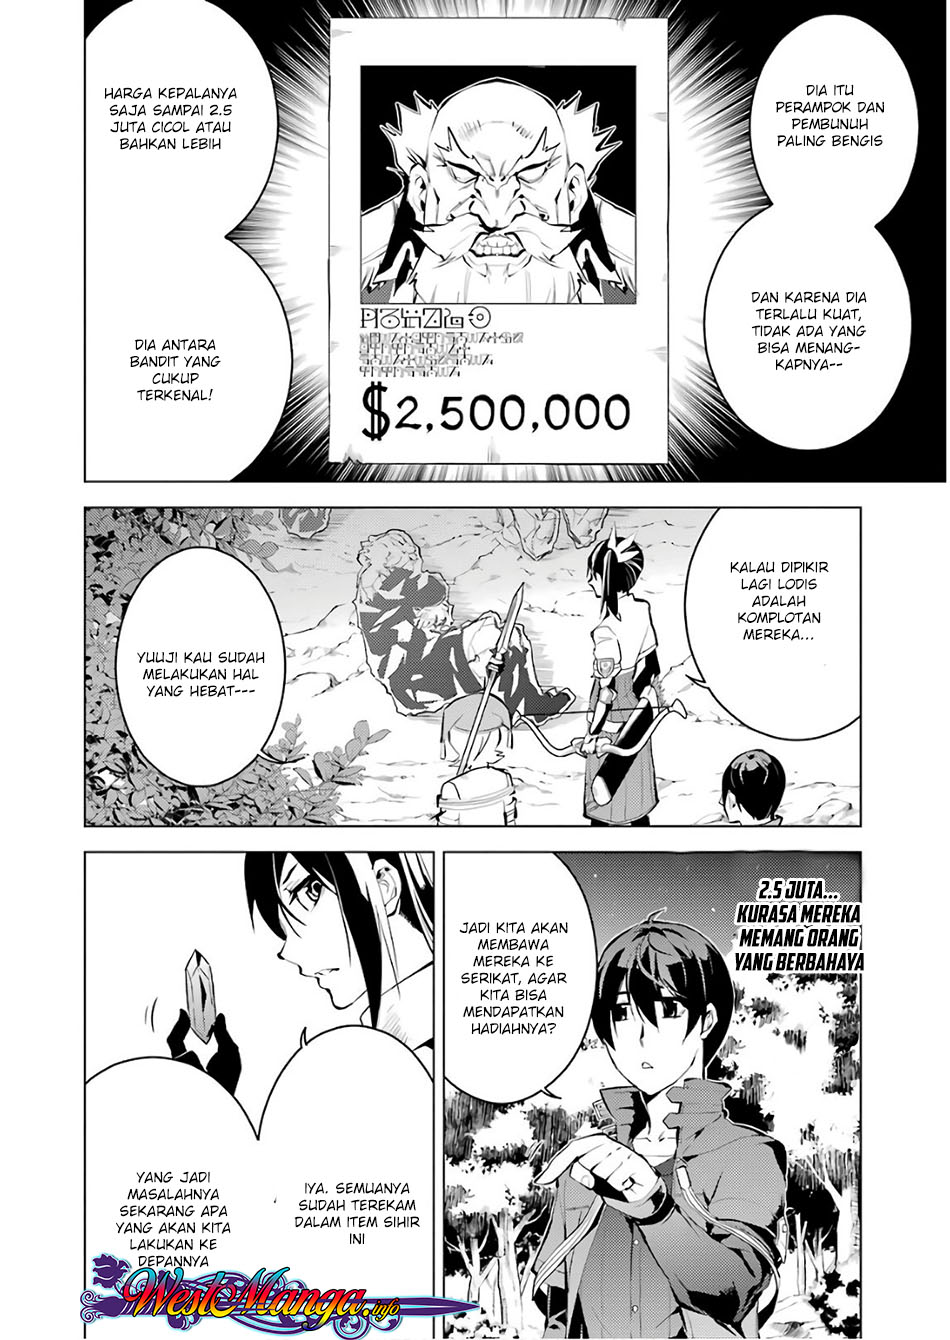 DIA ITU
PERAMPOK DAN
PEMBUNUH
PALING BENGIS
DAN KARENA DIA
TERLALU KUAT,
TIDAK ADA YANG
BISA MENANG-
KAPNYA--
HARGA KEPALANYA
SAJA SAMPAI 2.5
JUTA CICOL ATAU
BAHKAN LEBIH
DIA ANTARA
BANDIT YANG
CUKUP
TERKENAL!
$2,500,000
KALAU DIPIKIR
LAGI LODIS
ADALAH
KOMPLOTAN
MEREKA...
YUUJI KAU SUDAH
MELAKUKAN HAL
YANG HEBAT---
2.5 JUTA...
KURASA MEREKA
MEMANG ORANG
YANG BERBAHAYA
JADI KITA AKAN
MEMBAWA
MEREKA KE
SERIKAT, AGAR
KITA BISA
MENDAPATKAN
HADIAHNYA?
IYA. SEMUANYA
SUDAH TEREKAM
DALAM ITEM SIHIR
INI
YANG JADI
MASALAHNYA
SEKARANG APA
YANG AKAN KITA
LAKUKAN KE
DEPANNYA
WestManga.info